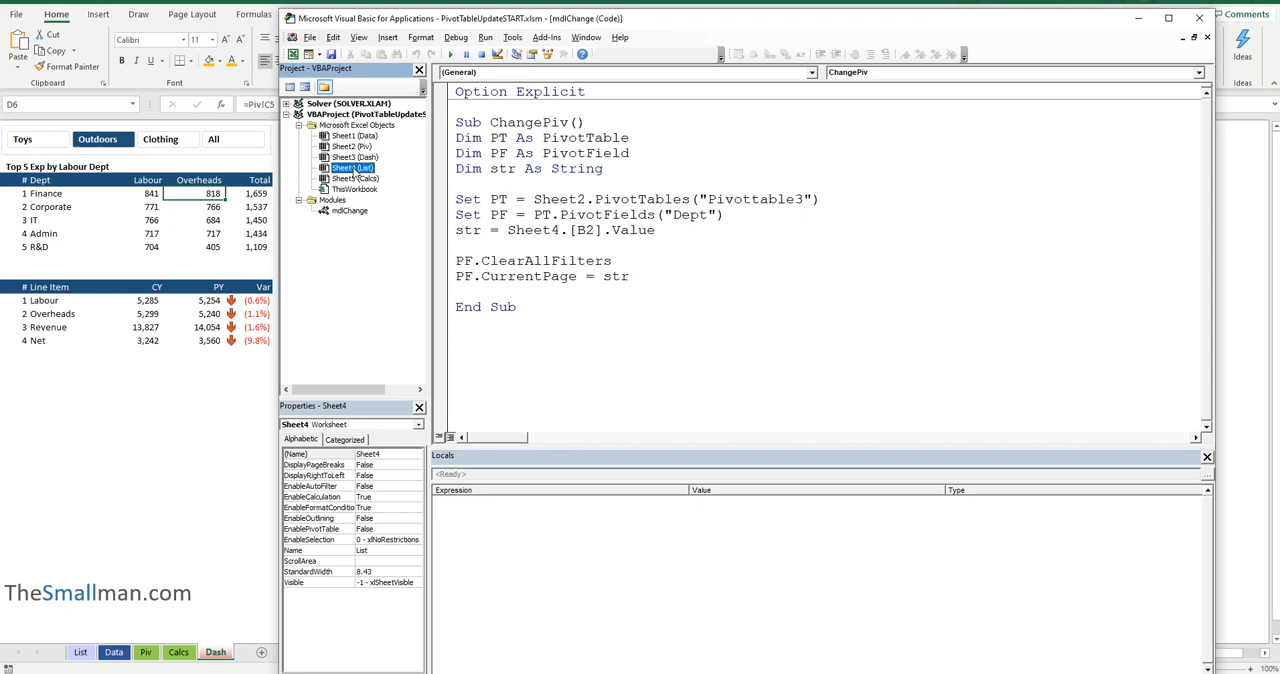 File Home Insert Draw Page Layout Formulas
Comments
Paste
Cut
Copy
Format Painter
Clipboard
Calibri 11
B I U
Font
Ideas
Ideas
D6 fx =Piv!C5
Toys Outdoors Clothing All
Top 5 Exp by Labour Dept
# Dept Labour Overheads Total
1 Finance 841 818 1,659
2 Corporate 771 766 1,537
3 IT 766 684 1,450
4 Admin 717 717 1,434
5 R&D 704 405 1,109
# Line Item CY PY Var
1 Labour 5,285 5,254 (0.6%)
2 Overheads 5,299 5,240 (1.1%)
3 Revenue 13,827 14,054 (1.6%)
4 Net 3,242 3,560 (9.8%)
TheSmallman.com
List Data Piv Calcs Dash
100%
Microsoft Visual Basic for Applications - PivotTableUpdateSTART.xlsm - [mdlChange (Code)]
File Edit View Insert Format Debug Run Tools Add-Ins Window Help
Project - VBAProject
Solver (SOLVER.XLAM)
VBAProject (PivotTableUpdateS
Microsoft Excel Objects
Sheet1 (Data)
Sheet2 (Piv)
Sheet3 (Dash)
Sheet4 (List)
Sheet5 (Calcs)
ThisWorkbook
Modules
mdlChange
Properties - Sheet4
Sheet4 Worksheet
Alphabetic Categorized
(Name) Sheet4
DisplayPageBreaks False
DisplayRightToLeft False
EnableAutoFilter False
EnableCalculation True
EnableFormatConditio True
EnableOutlining False
EnablePivotTable False
EnableSelection 0 - xlNoRestrictions
Name List
ScrollArea
StandardWidth 8.43
Visible -1 - xlSheetVisible
(General) ChangePiv
Option Explicit
Sub ChangePiv()
Dim PT As PivotTable
Dim PF As PivotField
Dim str As String
Set PT = Sheet2.PivotTables("Pivottable3")
Set PF = PT.PivotFields("Dept")
str = Sheet4.[B2].Value
PF.ClearAllFilters
PF.CurrentPage = str
End Sub
Locals
<Ready>
Expression Value Type